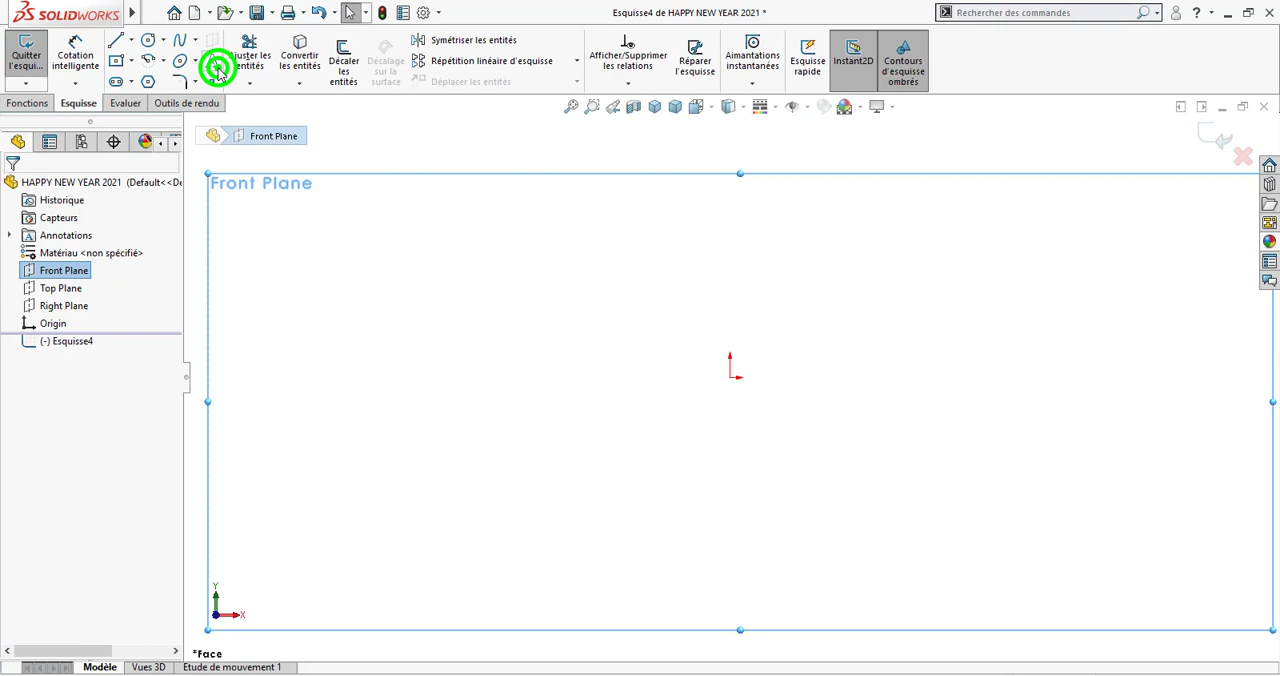 SOLIDWORKS
Esquisse4 de HAPPY NEW YEAR 2021 *
Rechercher des commandes
Quitter l'esqui...
Cotation intelligente
les entités
Convertir les entités
Décaler les entités
Décalage sur la surface
Symétriser les entités
Répétition linéaire d'esquisse
Déplacer les entités
Afficher/Supprimer les relations
Réparer l'esquisse
Aimantations instantanées
Esquisse rapide
Instant2D
Contours d'esquisse ombrés
Fonctions
Esquisse
Evaluer
Outils de rendu
Front Plane
HAPPY NEW YEAR 2021 (Default<<De
Front Plane
Historique
Capteurs
Annotations
Matériau <non spécifié>
Front Plane
Top Plane
Right Plane
Origin
(-) Esquisse4
Y
X
*Face
Modèle
Vues 3D
Etude de mouvement 1